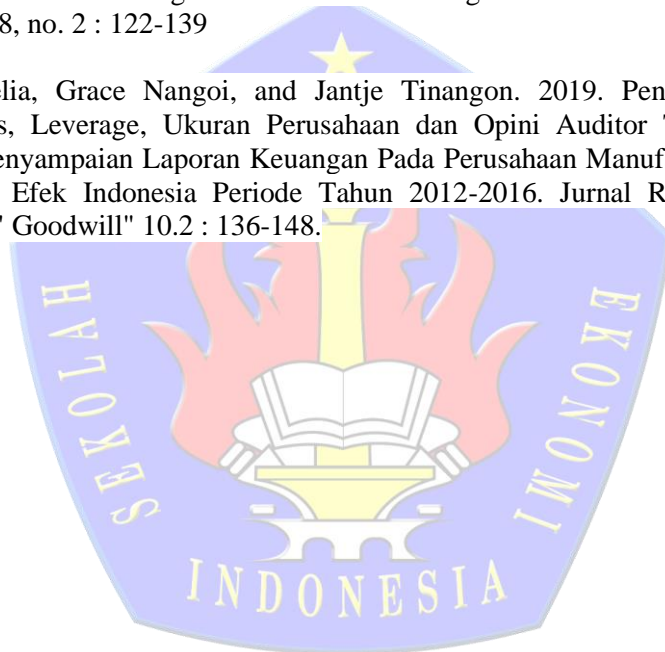 8, no. 2 : 122-139
elia, Grace Nangoi, and Jantje Tinangon. 2019. Pen
s, Leverage, Ukuran Perusahaan dan Opini Auditor
enyampaian Laporan Keuangan Pada Perusahaan Manuf
Efek Indonesia Periode Tahun 2012-2016. Jurnal R
" Goodwill" 10.2 : 136-148.
SEKOLAH
EKONOMI
INDONESIA